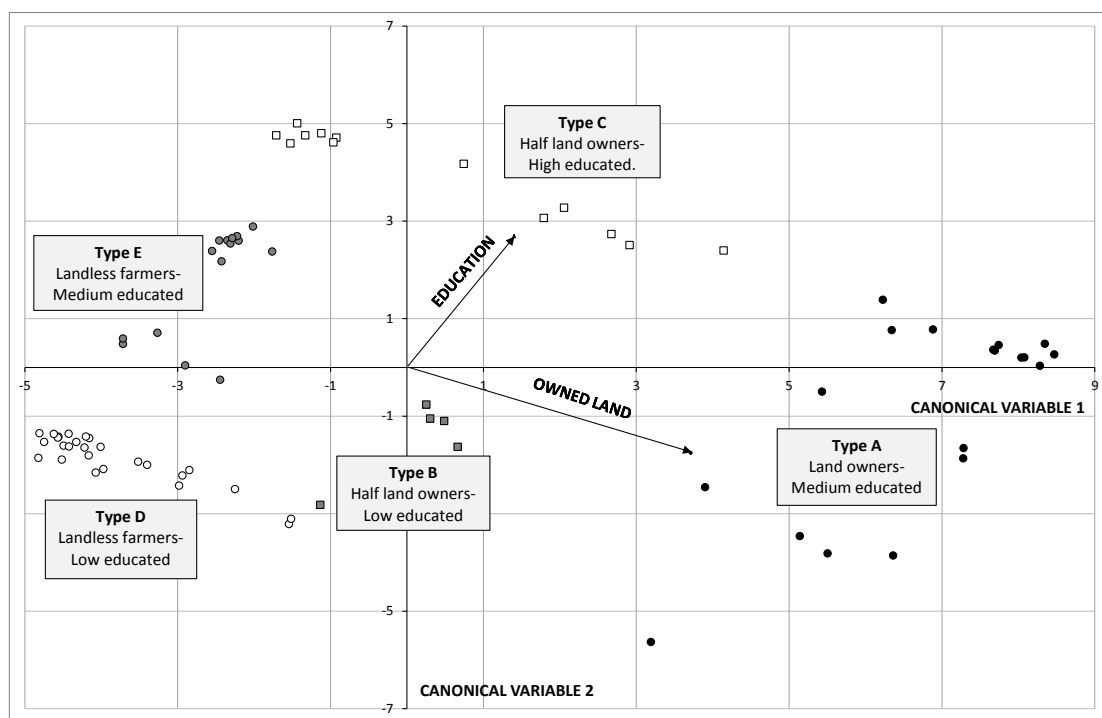 7
Type C
Half land owners-
High educated.
5
3
EDUCATION
Type E
Landless farmers-
Medium educated
1
-5
-3
-1
1
3
5
7
9
OWNED LAND
CANONICAL VARIABLE 1
-1
Type A
Land owners-
Medium educated
Type B
Half land owners-
Low educated
Type D
Landless farmers-
Low educated
-3
-5
CANONICAL VARIABLE 2
-7